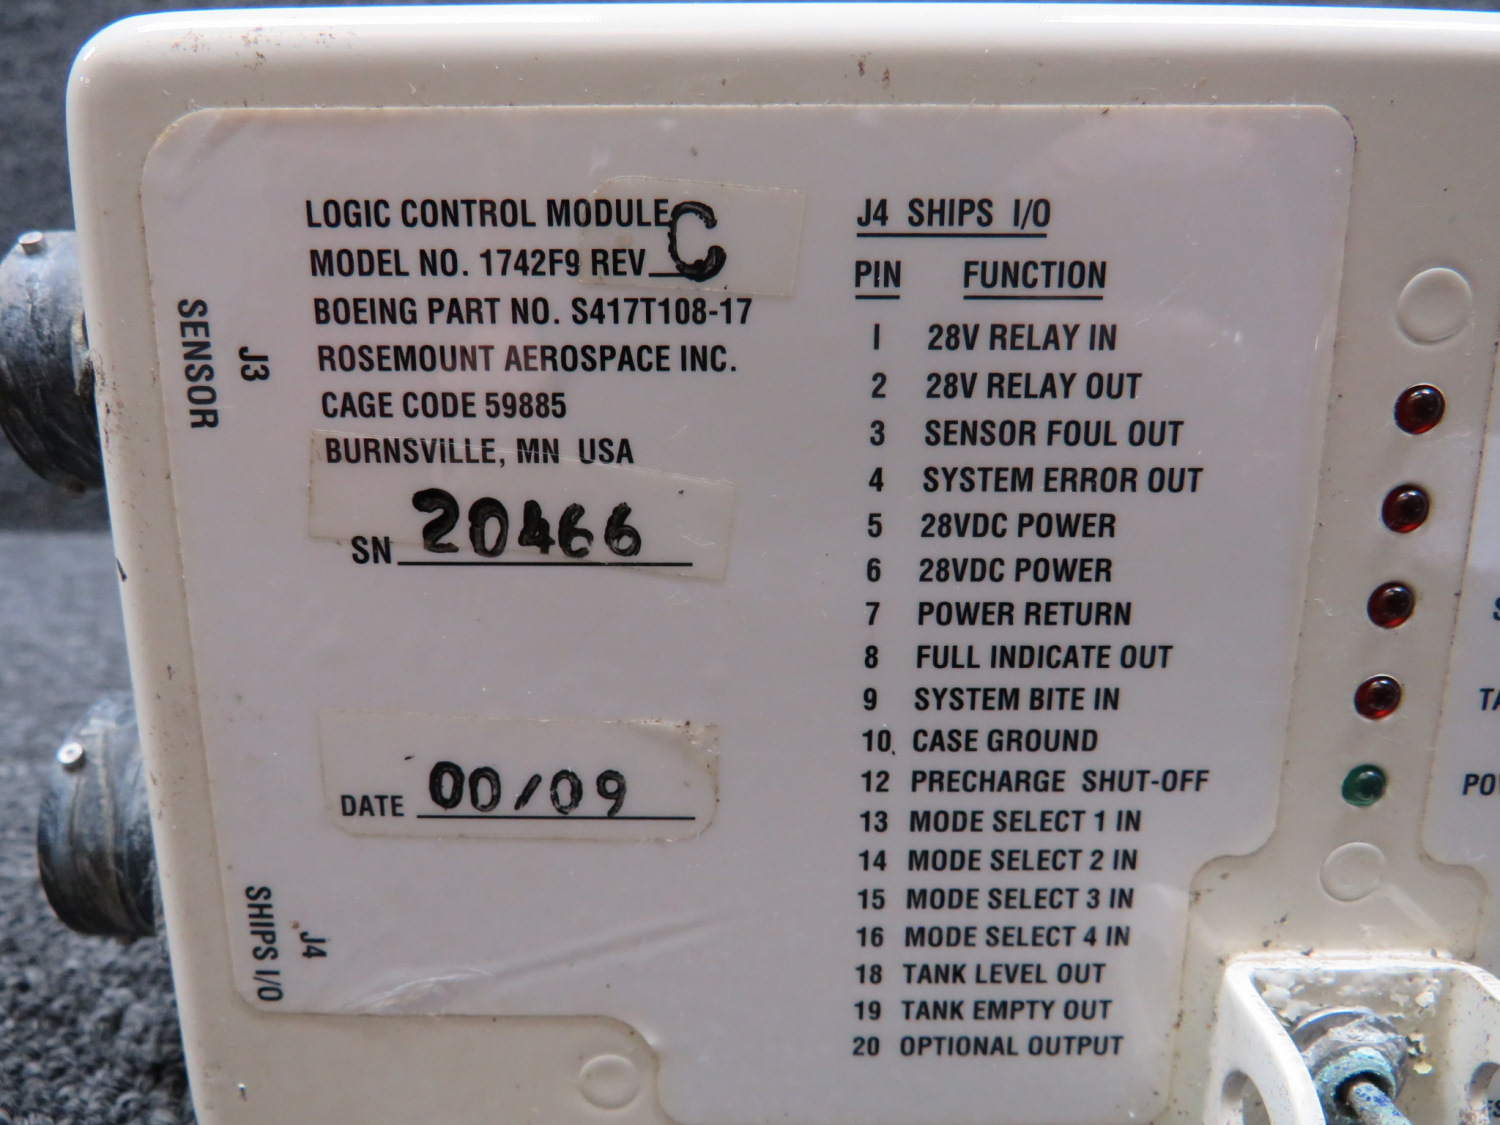 LOGIC CONTROL MODULE
MODEL NO. 1742F9 REV C
BOEING PART NO. S417T108-17
ROSEMOUNT AEROSPACE INC.
CAGE CODE 59885
BURNSVILLE, MN USA
SN 20466
DATE 00/09
J3
SENSOR
J4
SHIPS I/O
J4 SHIPS I/O
PIN FUNCTION
1 28V RELAY IN
2 28V RELAY OUT
3 SENSOR FOUL OUT
4 SYSTEM ERROR OUT
5 28VDC POWER
6 28VDC POWER
7 POWER RETURN
8 FULL INDICATE OUT
9 SYSTEM BITE IN
10 CASE GROUND
12 PRECHARGE SHUT-OFF
13 MODE SELECT 1 IN
14 MODE SELECT 2 IN
15 MODE SELECT 3 IN
16 MODE SELECT 4 IN
18 TANK LEVEL OUT
19 TANK EMPTY OUT
20 OPTIONAL OUTPUT